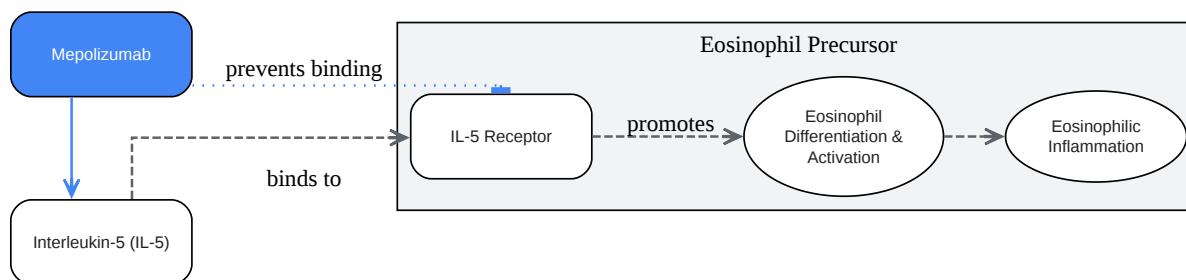 Mepolizumab
Eosinophil Precursor
prevents binding
IL-5 Receptor
promotes
Eosinophil
Differentiation &
Activation
Eosinophilic
Inflammation
binds to
Interleukin-5 (IL-5)